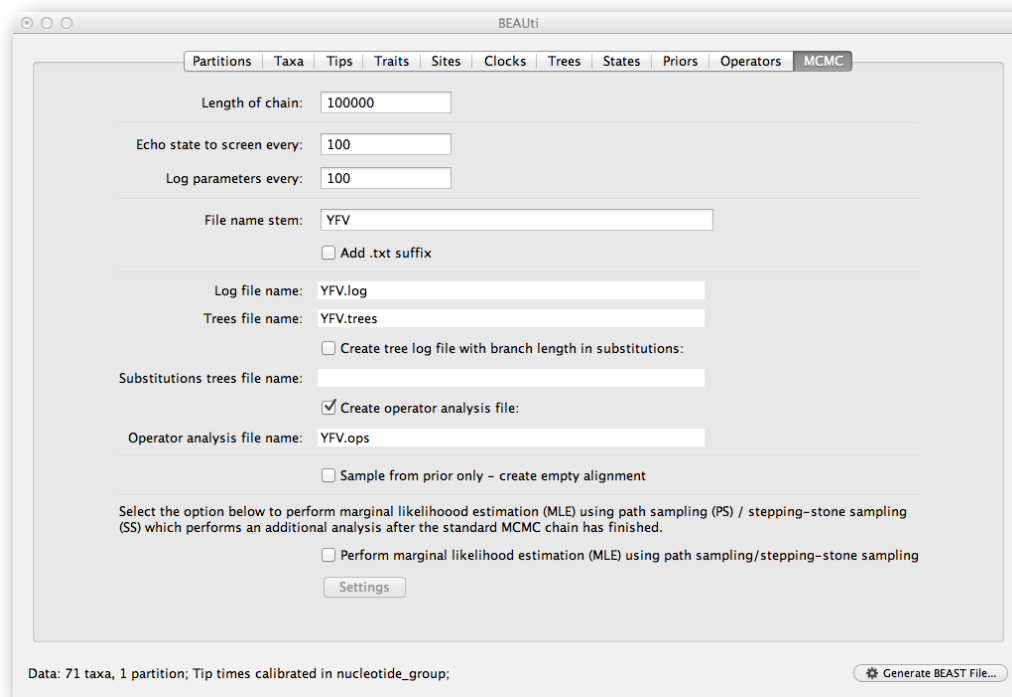 BEAUti
Partitions Taxa Tips Traits Sites Clocks Trees States Priors Operators MCMC
Length of chain: 100000
Echo state to screen every: 100
Log parameters every: 100
File name stem: YFV
Add .txt suffix
Log file name: YFV.log
Trees file name: YFV.trees
Create tree log file with branch length in substitutions:
Substitutions trees file name:
Create operator analysis file:
Operator analysis file name: YFV.ops
Sample from prior only - create empty alignment
Select the option below to perform marginal likelihoood estimation (MLE) using path sampling (PS) / stepping-stone sampling
(SS) which performs an additional analysis after the standard MCMC chain has finished.
Perform marginal likelihood estimation (MLE) using path sampling/stepping-stone sampling
Settings
Data: 71 taxa, 1 partition; Tip times calibrated in nucleotide_group;
Generate BEAST File...